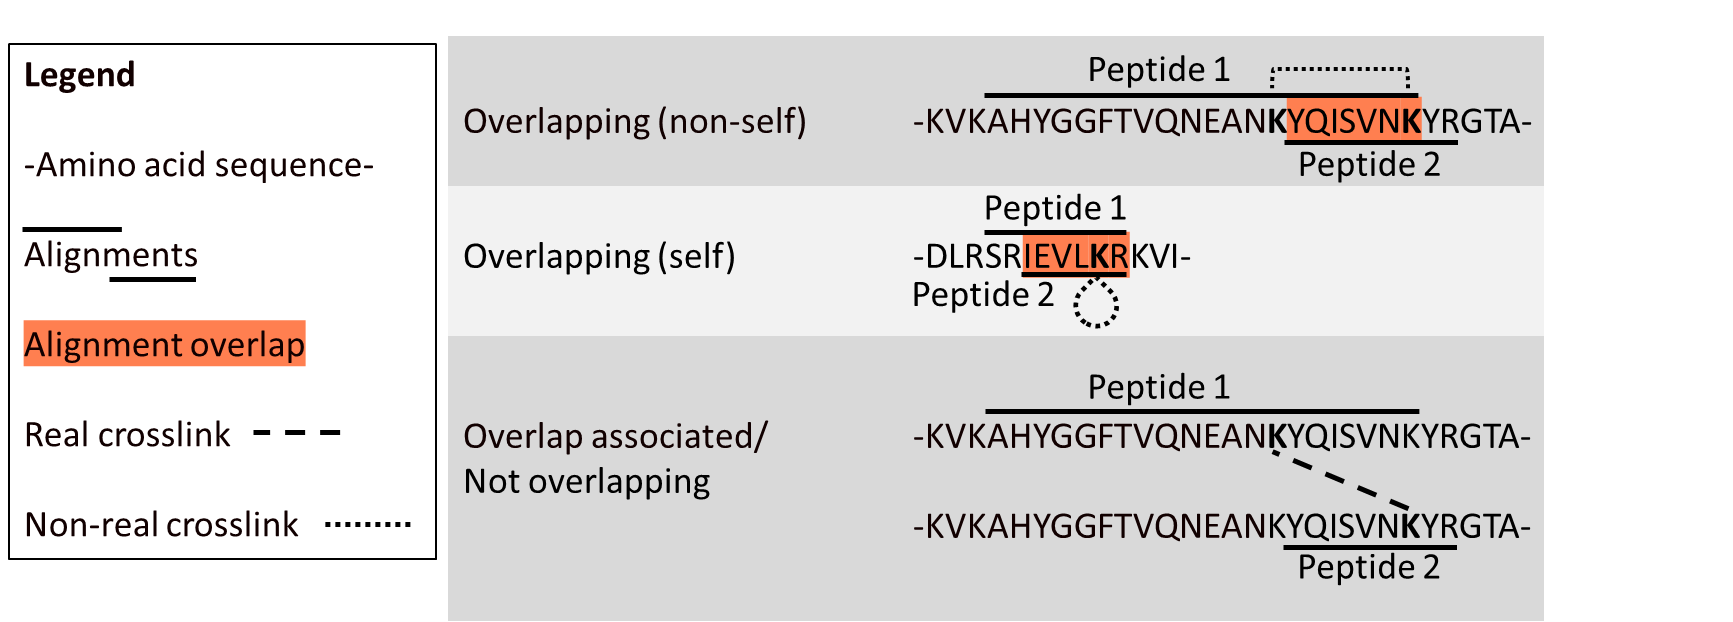 Legend
-Amino acid sequence-
Alignments
Alignment overlap
Real crosslink
Non-real crosslink
Peptide 1
Overlapping (non-self)
-KVKAHYGGFTVQNEANKYQISVNKYRGTA-
Peptide 2
Peptide 1
Overlapping (self)
-DLRSRIEVLKRKVI-
Peptide 2
Peptide 1
Overlap associated/
Not overlapping
-KVKAHYGGFTVQNEANKYQISVNKYRGTA-
-KVKAHYGGFTVQNEANKYQISVNKYRGTA-
Peptide 2